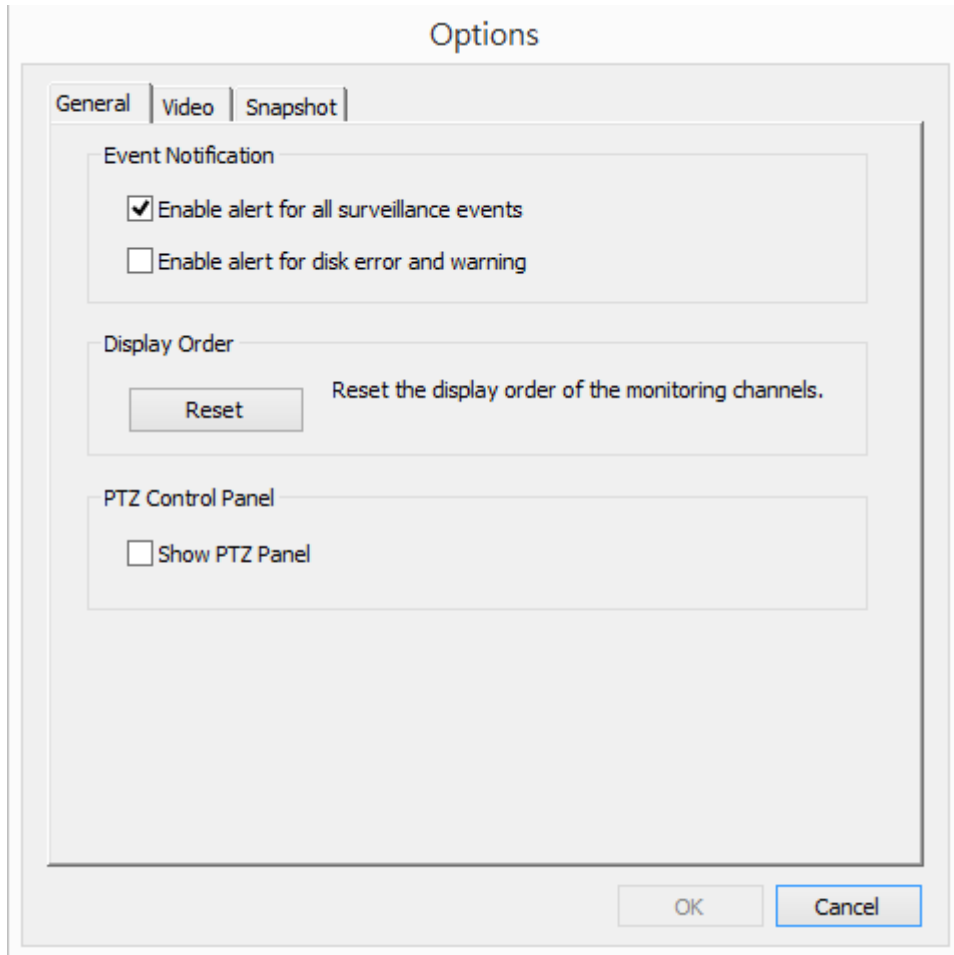 Options
General Video Snapshot
Event Notification
Enable alert for all surveillance events
Enable alert for disk error and warning
Display Order
Reset Reset the display order of the monitoring channels.
PTZ Control Panel
Show PTZ Panel
OK Cancel